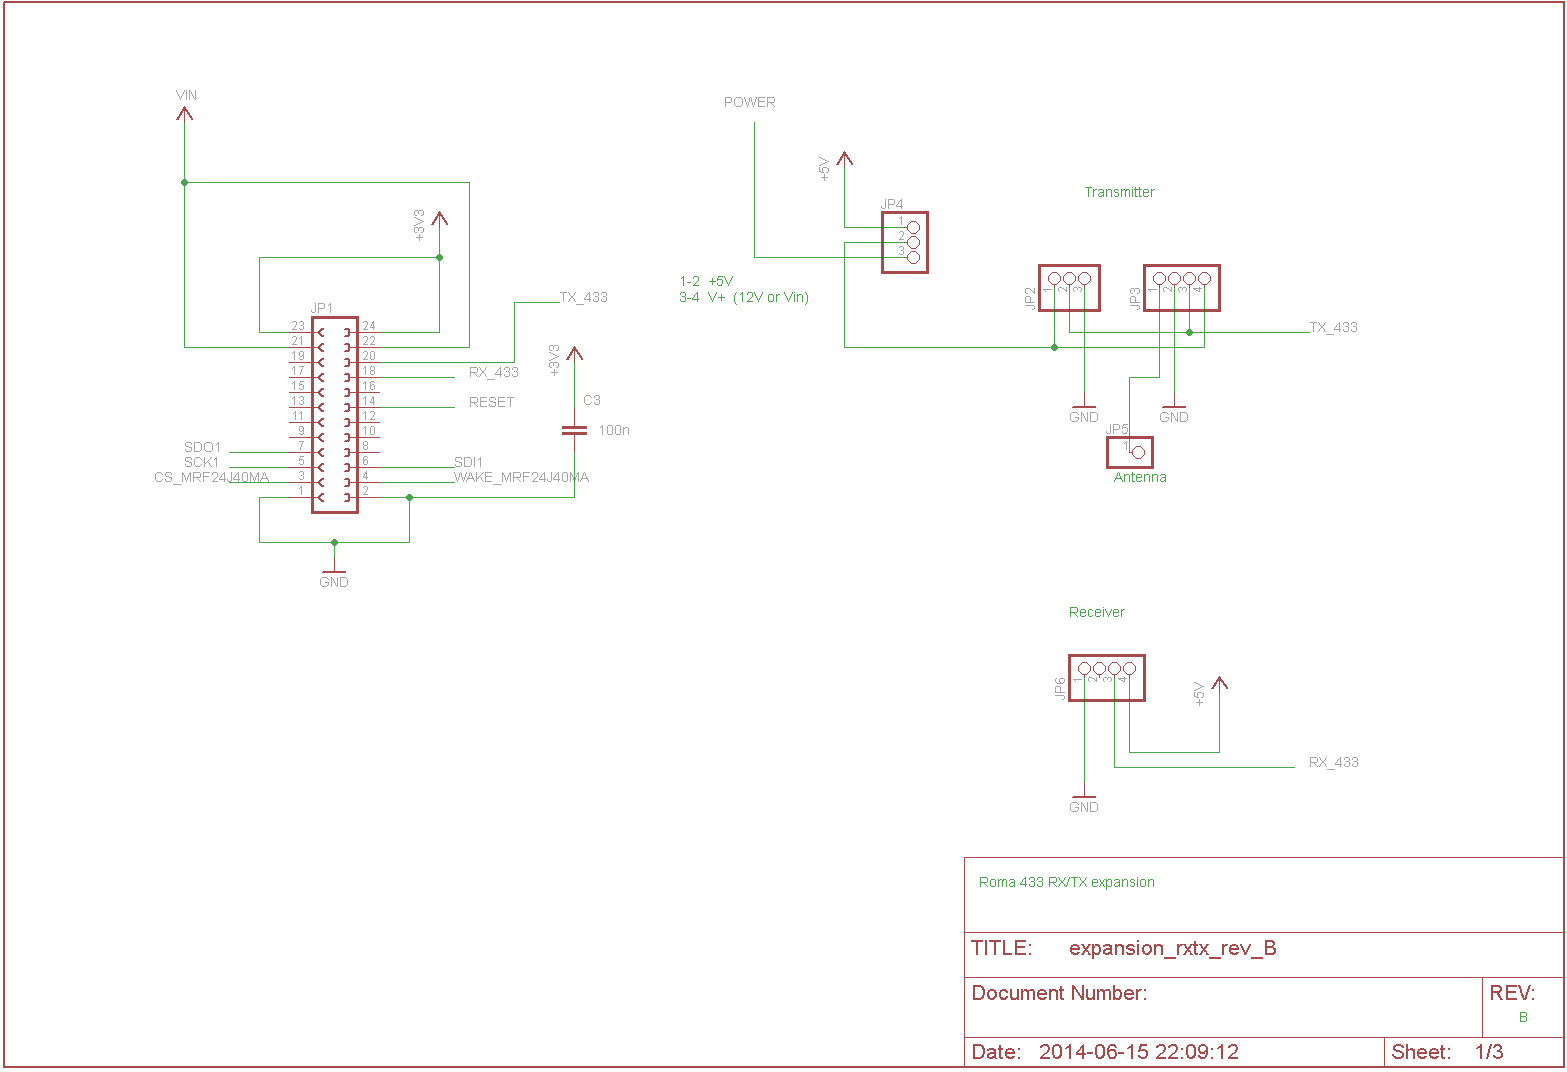 VIN
POWER
+5V
JP4
1
2
3
Transmitter
+3V3
1-2 +5V
3-4 V+ (12V or Vin)
JP2
1
2
3
JP3
1
2
3
4
TX_433
JP1
TX_433
23 24
21 22
19 20
17 18
15 16
13 14
11 12
9 10
7 8
5 6
3 4
1 2
RX_433
RESET
SDO1
SCK1
CS_MRF24J40MA
SDI1
WAKE_MRF24J40MA
+3V3
C3
100n
GND
GND
GND
JP5
1
Antenna
GND
Receiver
JP6
1
2
3
4
+5V
RX_433
GND
Roma 433 RX/TX expansion
TITLE: expansion_rxtx_rev_B
Document Number:
REV:
B
Date: 2014-06-15 22:09:12
Sheet: 1/3